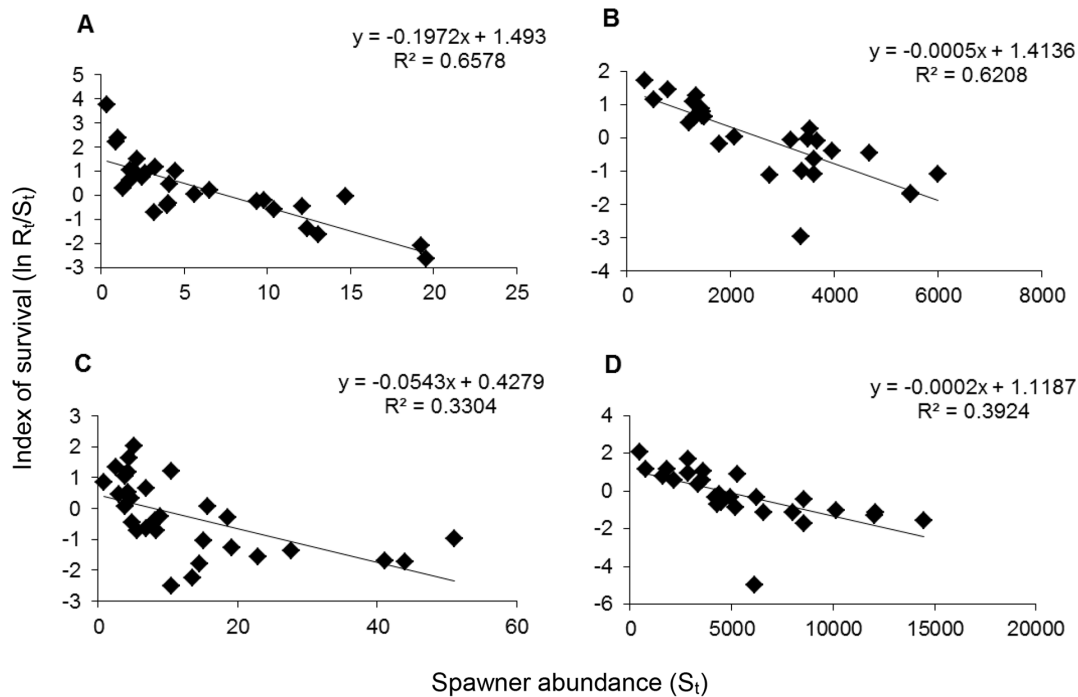 A
y = -0.1972x + 1.493
R² = 0.6578
5
4
3
2
1
0
-1
-2
-3
0 5 10 15 20 25
B
y = -0.0005x + 1.4136
R² = 0.6208
2
1
0
-1
-2
-3
-4
0 2000 4000 6000 8000
C
y = -0.0543x + 0.4279
R² = 0.3304
3
2
1
0
-1
-2
-3
0 20 40 60
D
y = -0.0002x + 1.1187
R² = 0.3924
4
2
0
-2
-4
-6
0 5000 10000 15000 20000
Index of survival (ln Rₜ/Sₜ)
Spawner abundance (Sₜ)